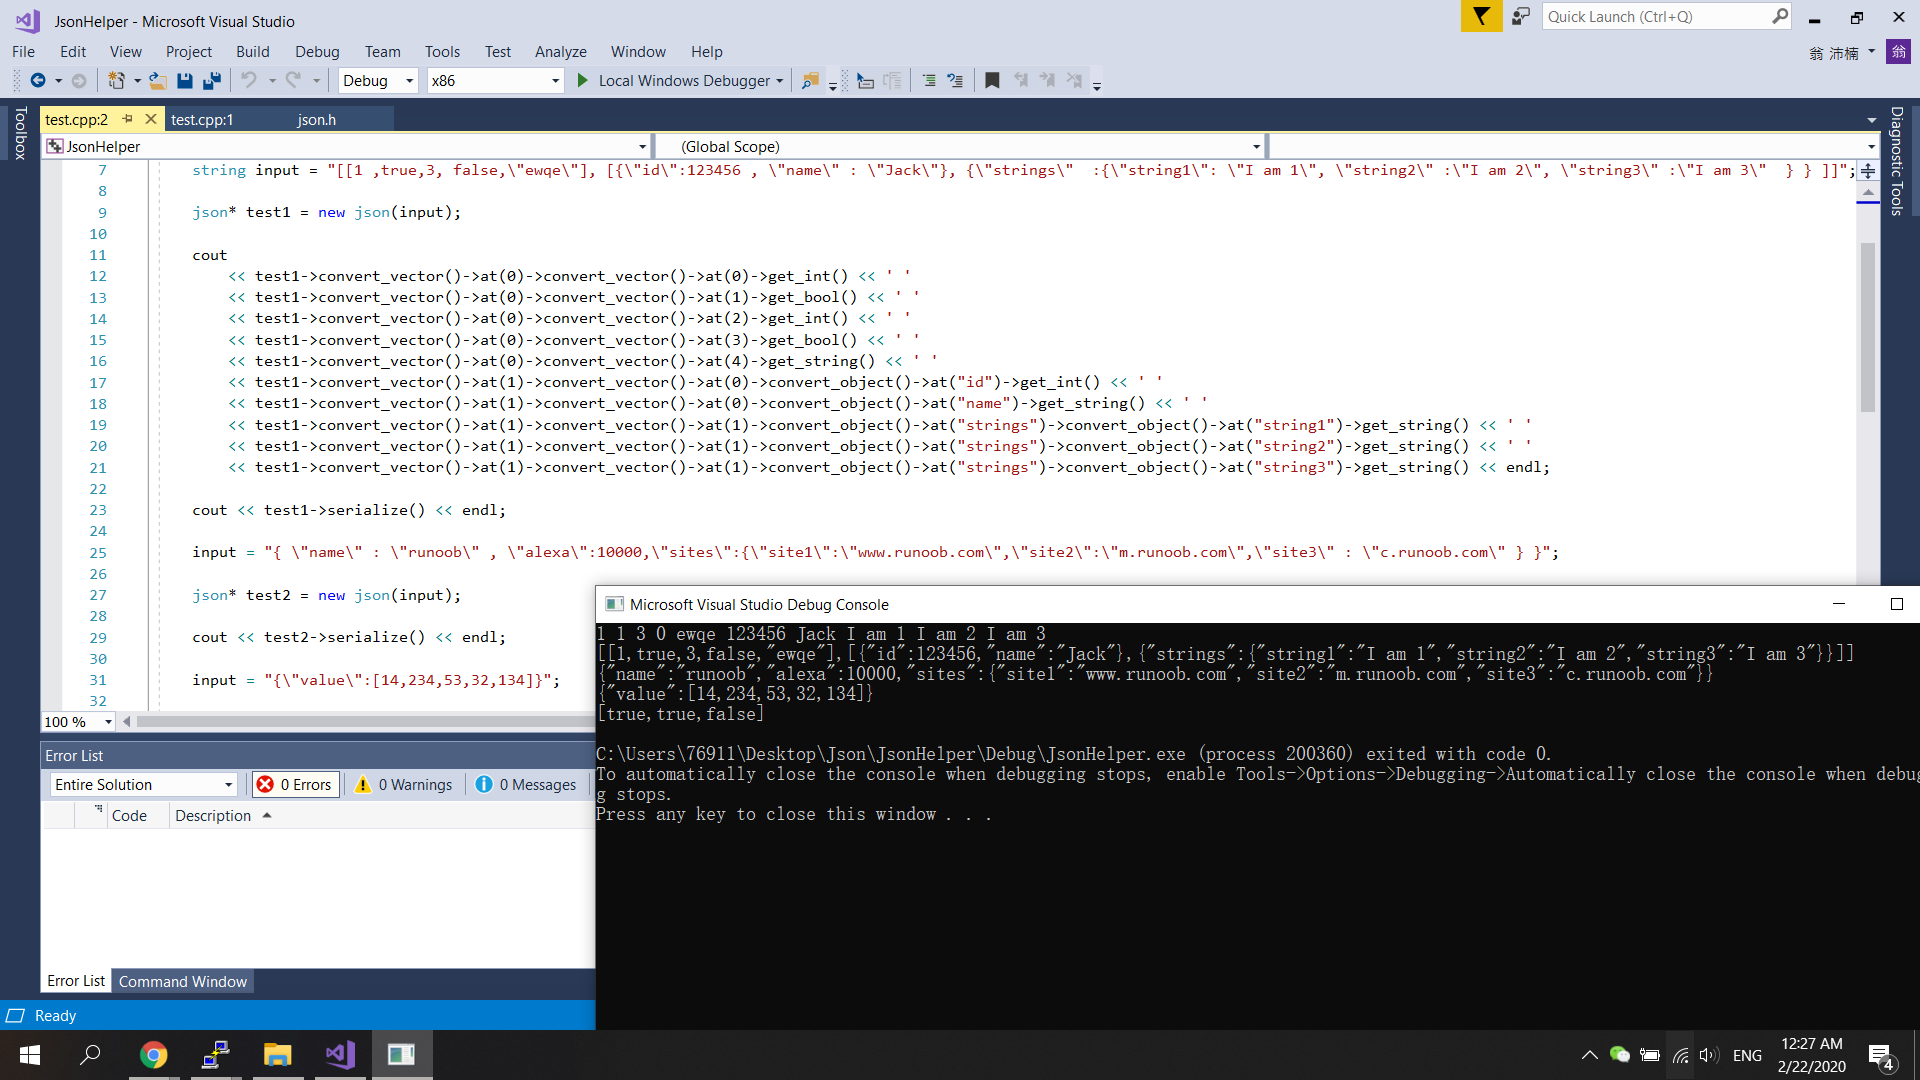 JsonHelper - Microsoft Visual Studio
Quick Launch (Ctrl+Q)
File Edit View Project Build Debug Team Tools Test Analyze Window Help
翁 沛楠 翁
Debug x86 Local Windows Debugger
Toolbox
test.cpp:2 test.cpp:1 json.h
Diagnostic Tools
JsonHelper (Global Scope)
7 string input = "[[1 ,true,3, false,\"ewqe\"], [{\"id\":123456 , \"name\" : \"Jack\"}, {\"strings\"  :{\"string1\": \"I am 1\", \"string2\" :\"I am 2\", \"string3\" :\"I am 3\"  } } ]]";
8
9 json* test1 = new json(input);
10
11 cout
12 << test1->convert_vector()->at(0)->convert_vector()->at(0)->get_int() << ' '
13 << test1->convert_vector()->at(0)->convert_vector()->at(1)->get_bool() << ' '
14 << test1->convert_vector()->at(0)->convert_vector()->at(2)->get_int() << ' '
15 << test1->convert_vector()->at(0)->convert_vector()->at(3)->get_bool() << ' '
16 << test1->convert_vector()->at(0)->convert_vector()->at(4)->get_string() << ' '
17 << test1->convert_vector()->at(1)->convert_vector()->at(0)->convert_object()->at("id")->get_int() << ' '
18 << test1->convert_vector()->at(1)->convert_vector()->at(0)->convert_object()->at("name")->get_string() << ' '
19 << test1->convert_vector()->at(1)->convert_vector()->at(1)->convert_object()->at("strings")->convert_object()->at("string1")->get_string() << ' '
20 << test1->convert_vector()->at(1)->convert_vector()->at(1)->convert_object()->at("strings")->convert_object()->at("string2")->get_string() << ' '
21 << test1->convert_vector()->at(1)->convert_vector()->at(1)->convert_object()->at("strings")->convert_object()->at("string3")->get_string() << endl;
22
23 cout << test1->serialize() << endl;
24
25 input = "{ \"name\" : \"runoob\" , \"alexa\":10000,\"sites\":{\"site1\":\"www.runoob.com\",\"site2\":\"m.runoob.com\",\"site3\" : \"c.runoob.com\" } }";
26
27 json* test2 = new json(input);
28
29 cout << test2->serialize() << endl;
30
31 input = "{\"value\":[14,234,53,32,134]}";
32
100 %
Error List
Entire Solution 0 Errors 0 Warnings 0 Messages
Code Description
Error List Command Window
Ready
Microsoft Visual Studio Debug Console
1 1 3 0 ewqe 123456 Jack I am 1 I am 2 I am 3
[[1,true,3,false,"ewqe"],[{"id":123456,"name":"Jack"},{"strings":{"string1":"I am 1","string2":"I am 2","string3":"I am 3"}}]]
{"name":"runoob","alexa":10000,"sites":{"site1":"www.runoob.com","site2":"m.runoob.com","site3":"c.runoob.com"}}
{"value":[14,234,53,32,134]}
[true,true,false]
C:\Users\76911\Desktop\Json\JsonHelper\Debug\JsonHelper.exe (process 200360) exited with code 0.
To automatically close the console when debugging stops, enable Tools->Options->Debugging->Automatically close the console when debug
g stops.
Press any key to close this window . . .
ENG
12:27 AM
2/22/2020
4